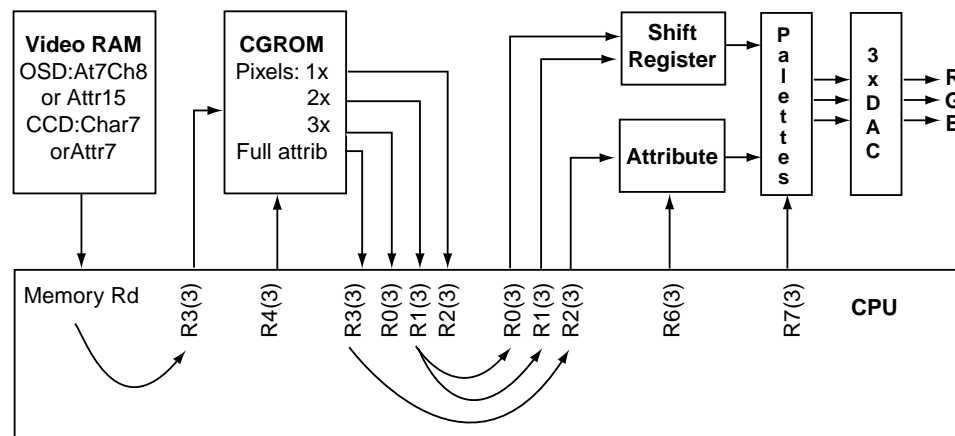 Video RAM
OSD:At7Ch8
or Attr15
CCD:Char7
orAttr7
CGROM
Pixels: 1x
2x
3x
Full attrib
Shift
Register
Attribute
Palettes
3xDAC
R
G
B
Memory Rd
R3(3)
R4(3)
R3(3)
R0(3)
R1(3)
R2(3)
R0(3)
R1(3)
R2(3)
R6(3)
R7(3)
CPU